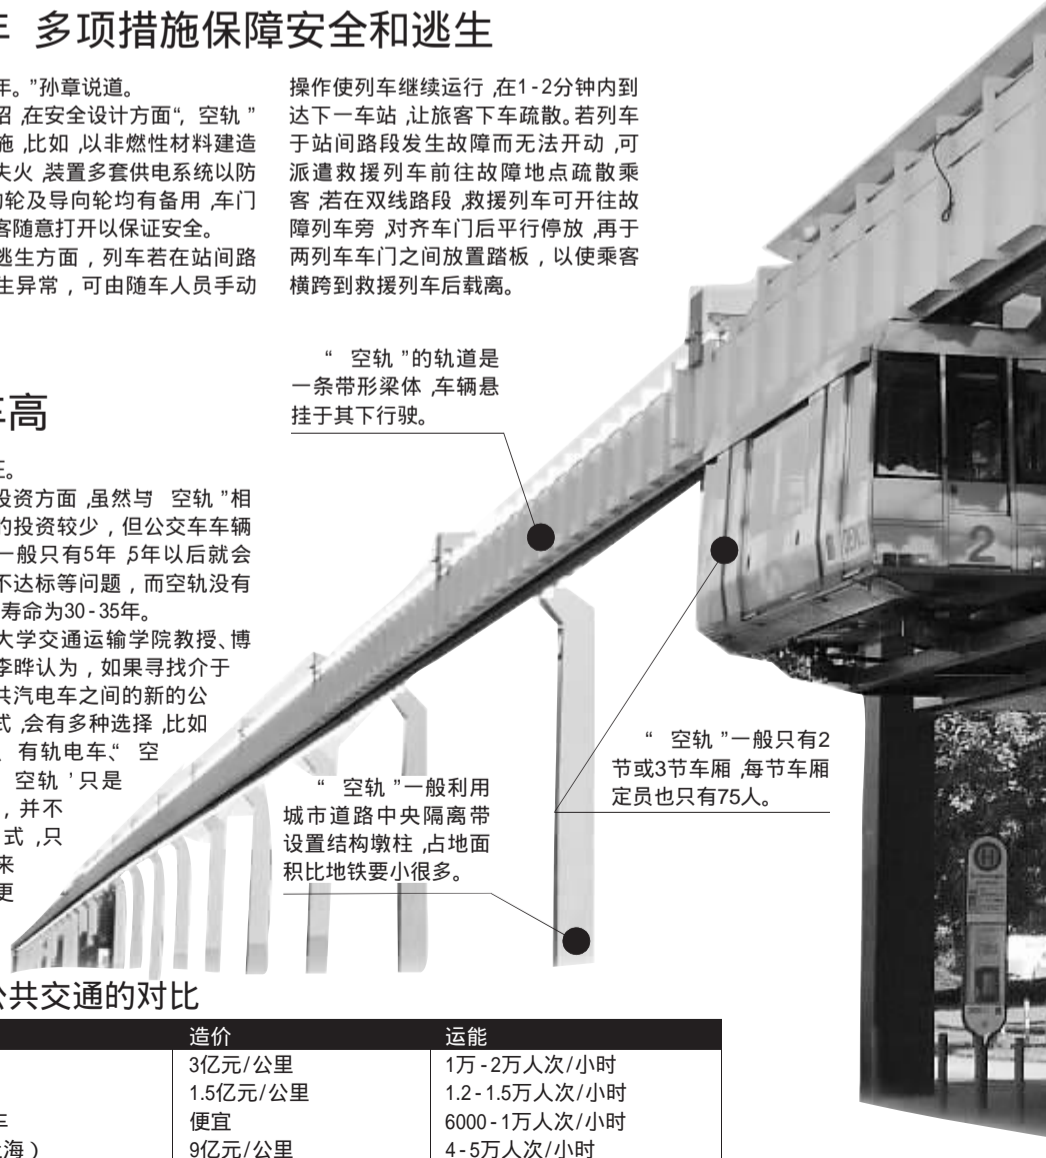 年 多项措施保障安全和逃生
年。”孙章说道。
绍，在安全设计方面“，空轨”
施，比如，以非燃性材料建造
失火，装置多套供电系统以防
动轮及导向轮均有备用，车门
客随意打开以保证安全。
逃生方面，列车若在站间路
生异常，可由随车人员手动
操作使列车继续运行，在1-2分钟内到
达下一车站，让旅客下车疏散。若列车
于站间路段发生故障而无法开动，可
派遣救援列车前往故障地点疏散乘
客；若在双线路段，救援列车可开往故
障列车旁，对齐车门后平行停放，再于
两列车车门之间放置踏板，以使乘客
横跨到救援列车后载离。
“空轨”的轨道是
一条带形梁体，车辆悬
挂于其下行驶。
车高
投资方面，虽然与‘空轨”相
的投资较少，但公交车车辆
一般只有5年，5年以后就会
不达标等问题，而空轨没有
寿命为30-35年。
大学交通运输学院教授、博
李晔认为，如果寻找介于
共汽电车之间的新的公
式，会有多种选择，比如
、有轨电车、“空
空轨’只是
，并不
式，只
来
更
“空轨”一般利用
城市道路中央隔离带
设置结构墩柱，占地面
积比地铁要小很多。
“空轨”一般只有2
节或3节车厢，每节车厢
定员也只有75人。
2
H
公共交通的对比
造价 运能
3亿元/公里 1万-2万人次/小时
1.5亿元/公里 1.2-1.5万人次/小时
车 便宜 6000-1万人次/小时
上海） 9亿元/公里 4-5万人次/小时